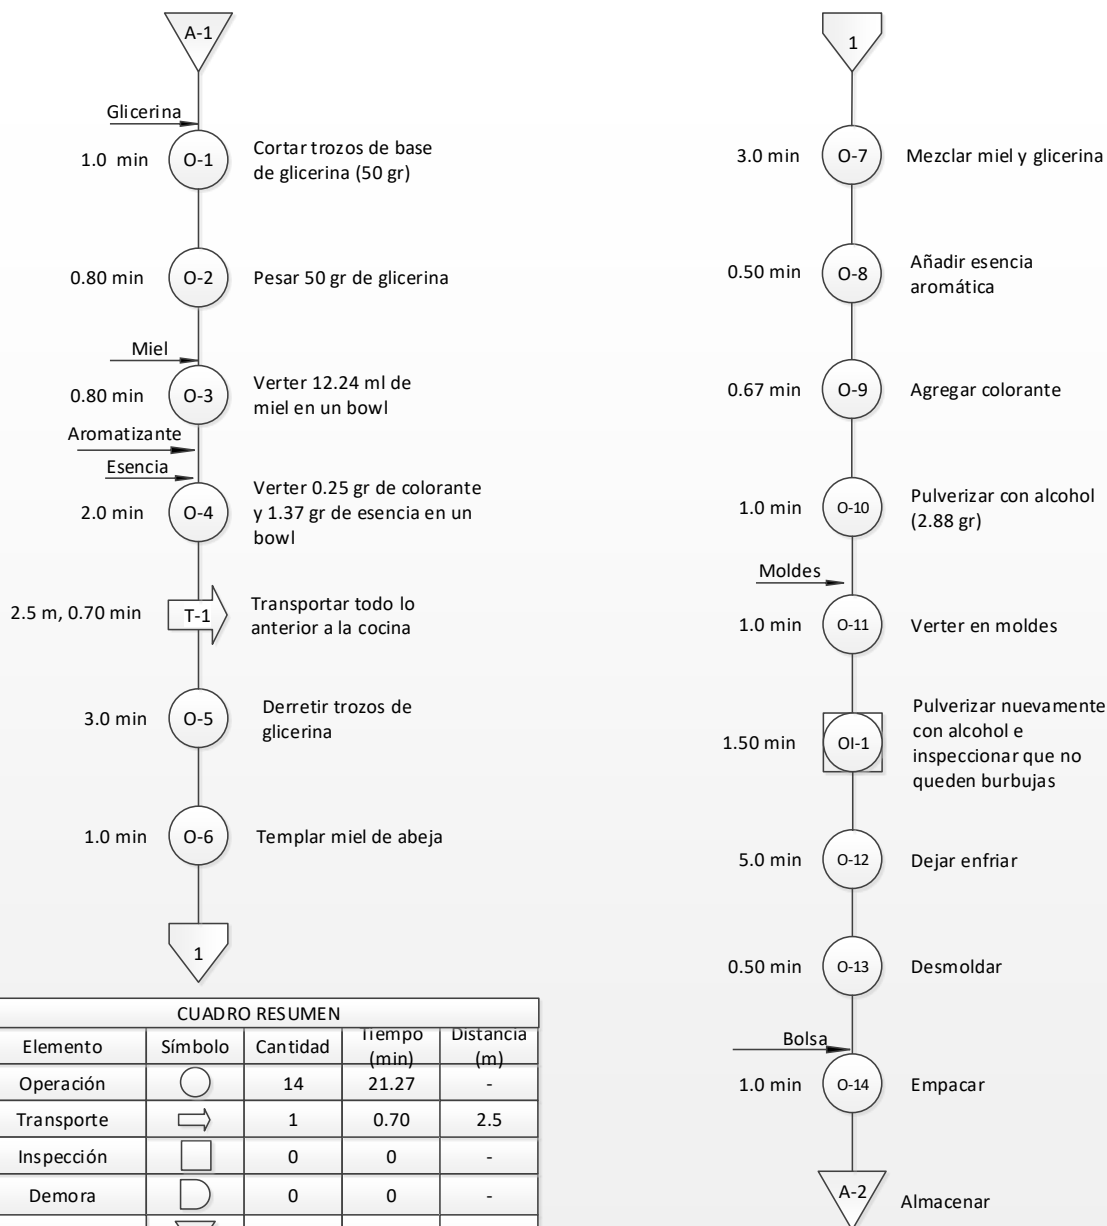 A-1
Glicerina
1.0 min
O-1
Cortar trozos de base
de glicerina (50 gr)
0.80 min
O-2
Pesar 50 gr de glicerina
Miel
0.80 min
O-3
Verter 12.24 ml de
miel en un bowl
Aromatizante
Esencia
2.0 min
O-4
Verter 0.25 gr de colorante
y 1.37 gr de esencia en un
bowl
2.5 m, 0.70 min
T-1
Transportar todo lo
anterior a la cocina
3.0 min
O-5
Derretir trozos de
glicerina
1.0 min
O-6
Templar miel de abeja
1
1
3.0 min
O-7
Mezclar miel y glicerina
0.50 min
O-8
Añadir esencia
aromática
0.67 min
O-9
Agregar colorante
1.0 min
O-10
Pulverizar con alcohol
(2.88 gr)
Moldes
1.0 min
O-11
Verter en moldes
1.50 min
OI-1
Pulverizar nuevamente
con alcohol e
inspeccionar que no
queden burbujas
5.0 min
O-12
Dejar enfriar
0.50 min
O-13
Desmoldar
Bolsa
1.0 min
O-14
Empacar
A-2
Almacenar
CUADRO RESUMEN
Elemento Símbolo Cantidad Tiempo (min) Distancia (m)
Operación 14 21.27 -
Transporte 1 0.70 2.5
Inspección 0 0 -
Demora 0 0 -